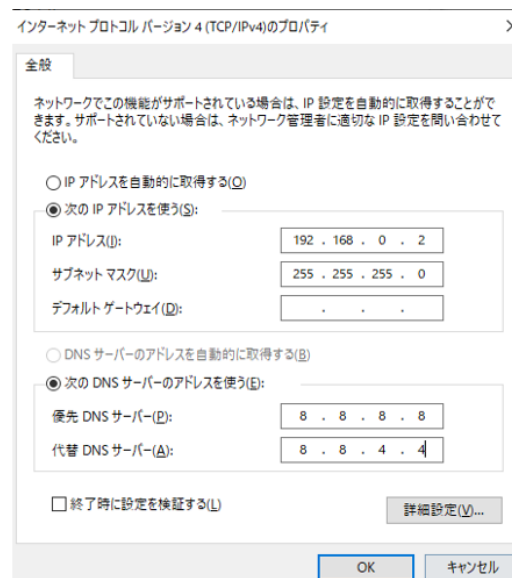 インターネット プロトコル バージョン 4 (TCP/IPv4)のプロパティ
全般
ネットワークでこの機能がサポートされている場合は、IP 設定を自動的に取得することがで
きます。サポートされていない場合は、ネットワーク管理者に適切な IP 設定を問い合わせて
ください。
IP アドレスを自動的に取得する(O)
次の IP アドレスを使う(S):
IP アドレス(I): 192 . 168 . 0 . 2
サブネット マスク(U): 255 . 255 . 255 . 0
デフォルト ゲートウェイ(D): . . .
DNS サーバーのアドレスを自動的に取得する(B)
次の DNS サーバーのアドレスを使う(E):
優先 DNS サーバー(P): 8 . 8 . 8 . 8
代替 DNS サーバー(A): 8 . 8 . 4 . 4
終了時に設定を検証する(L)
詳細設定(V)...
OK キャンセル